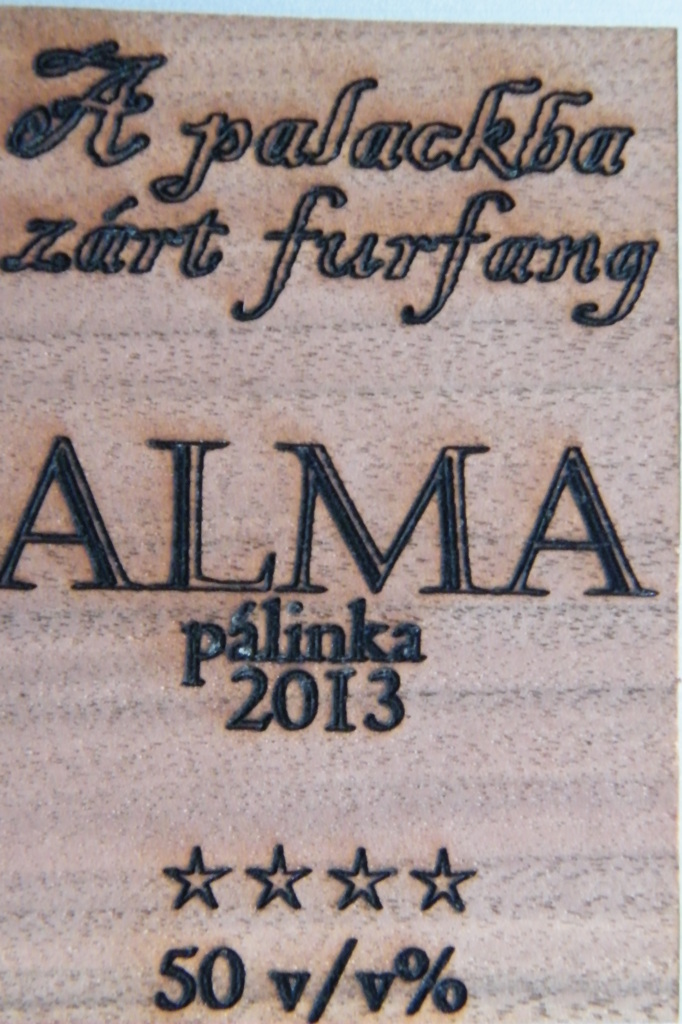 A palackba
zárt furfang
ALMA
pálinka
2013
☆☆☆☆
50 v/v%